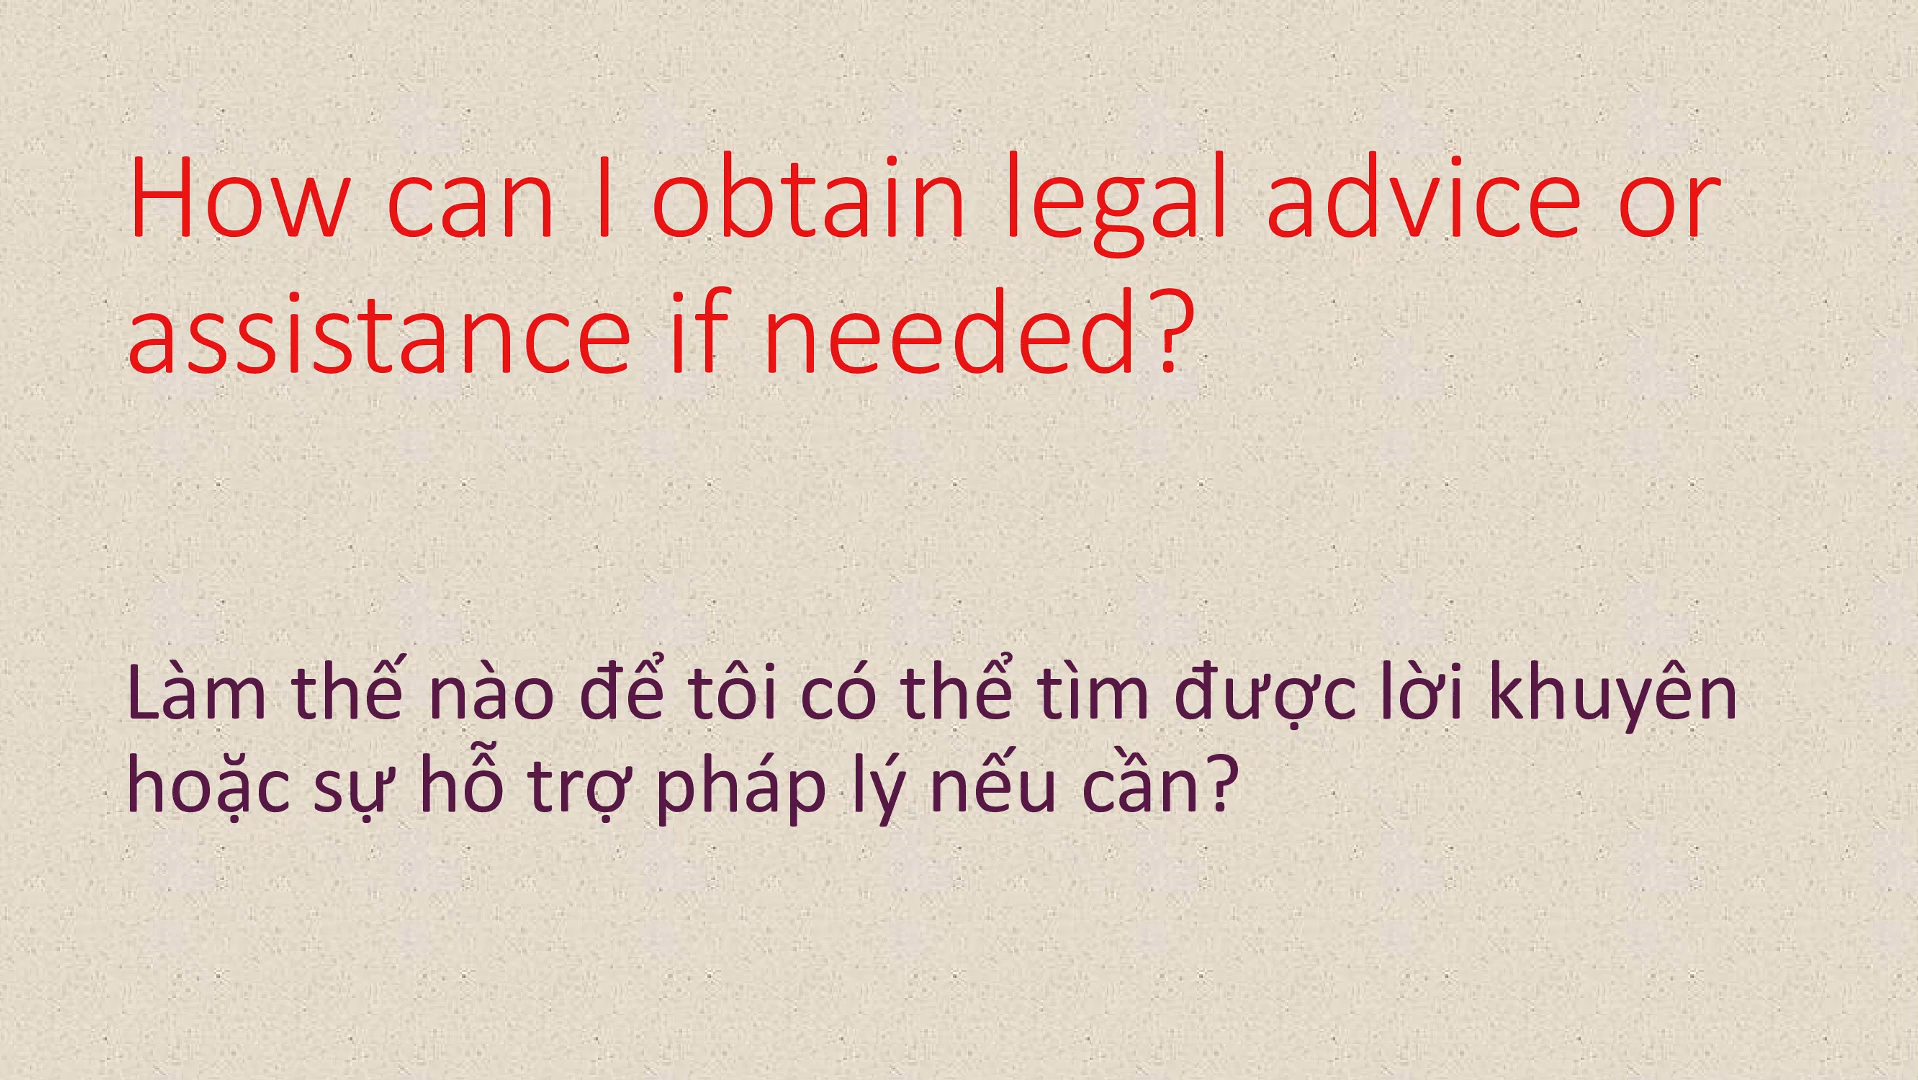 How can I obtain legal advice or
assistance if needed?
Làm thế nào để tôi có thể tìm được lời khuyên
hoặc sự hỗ trợ pháp lý nếu cần?